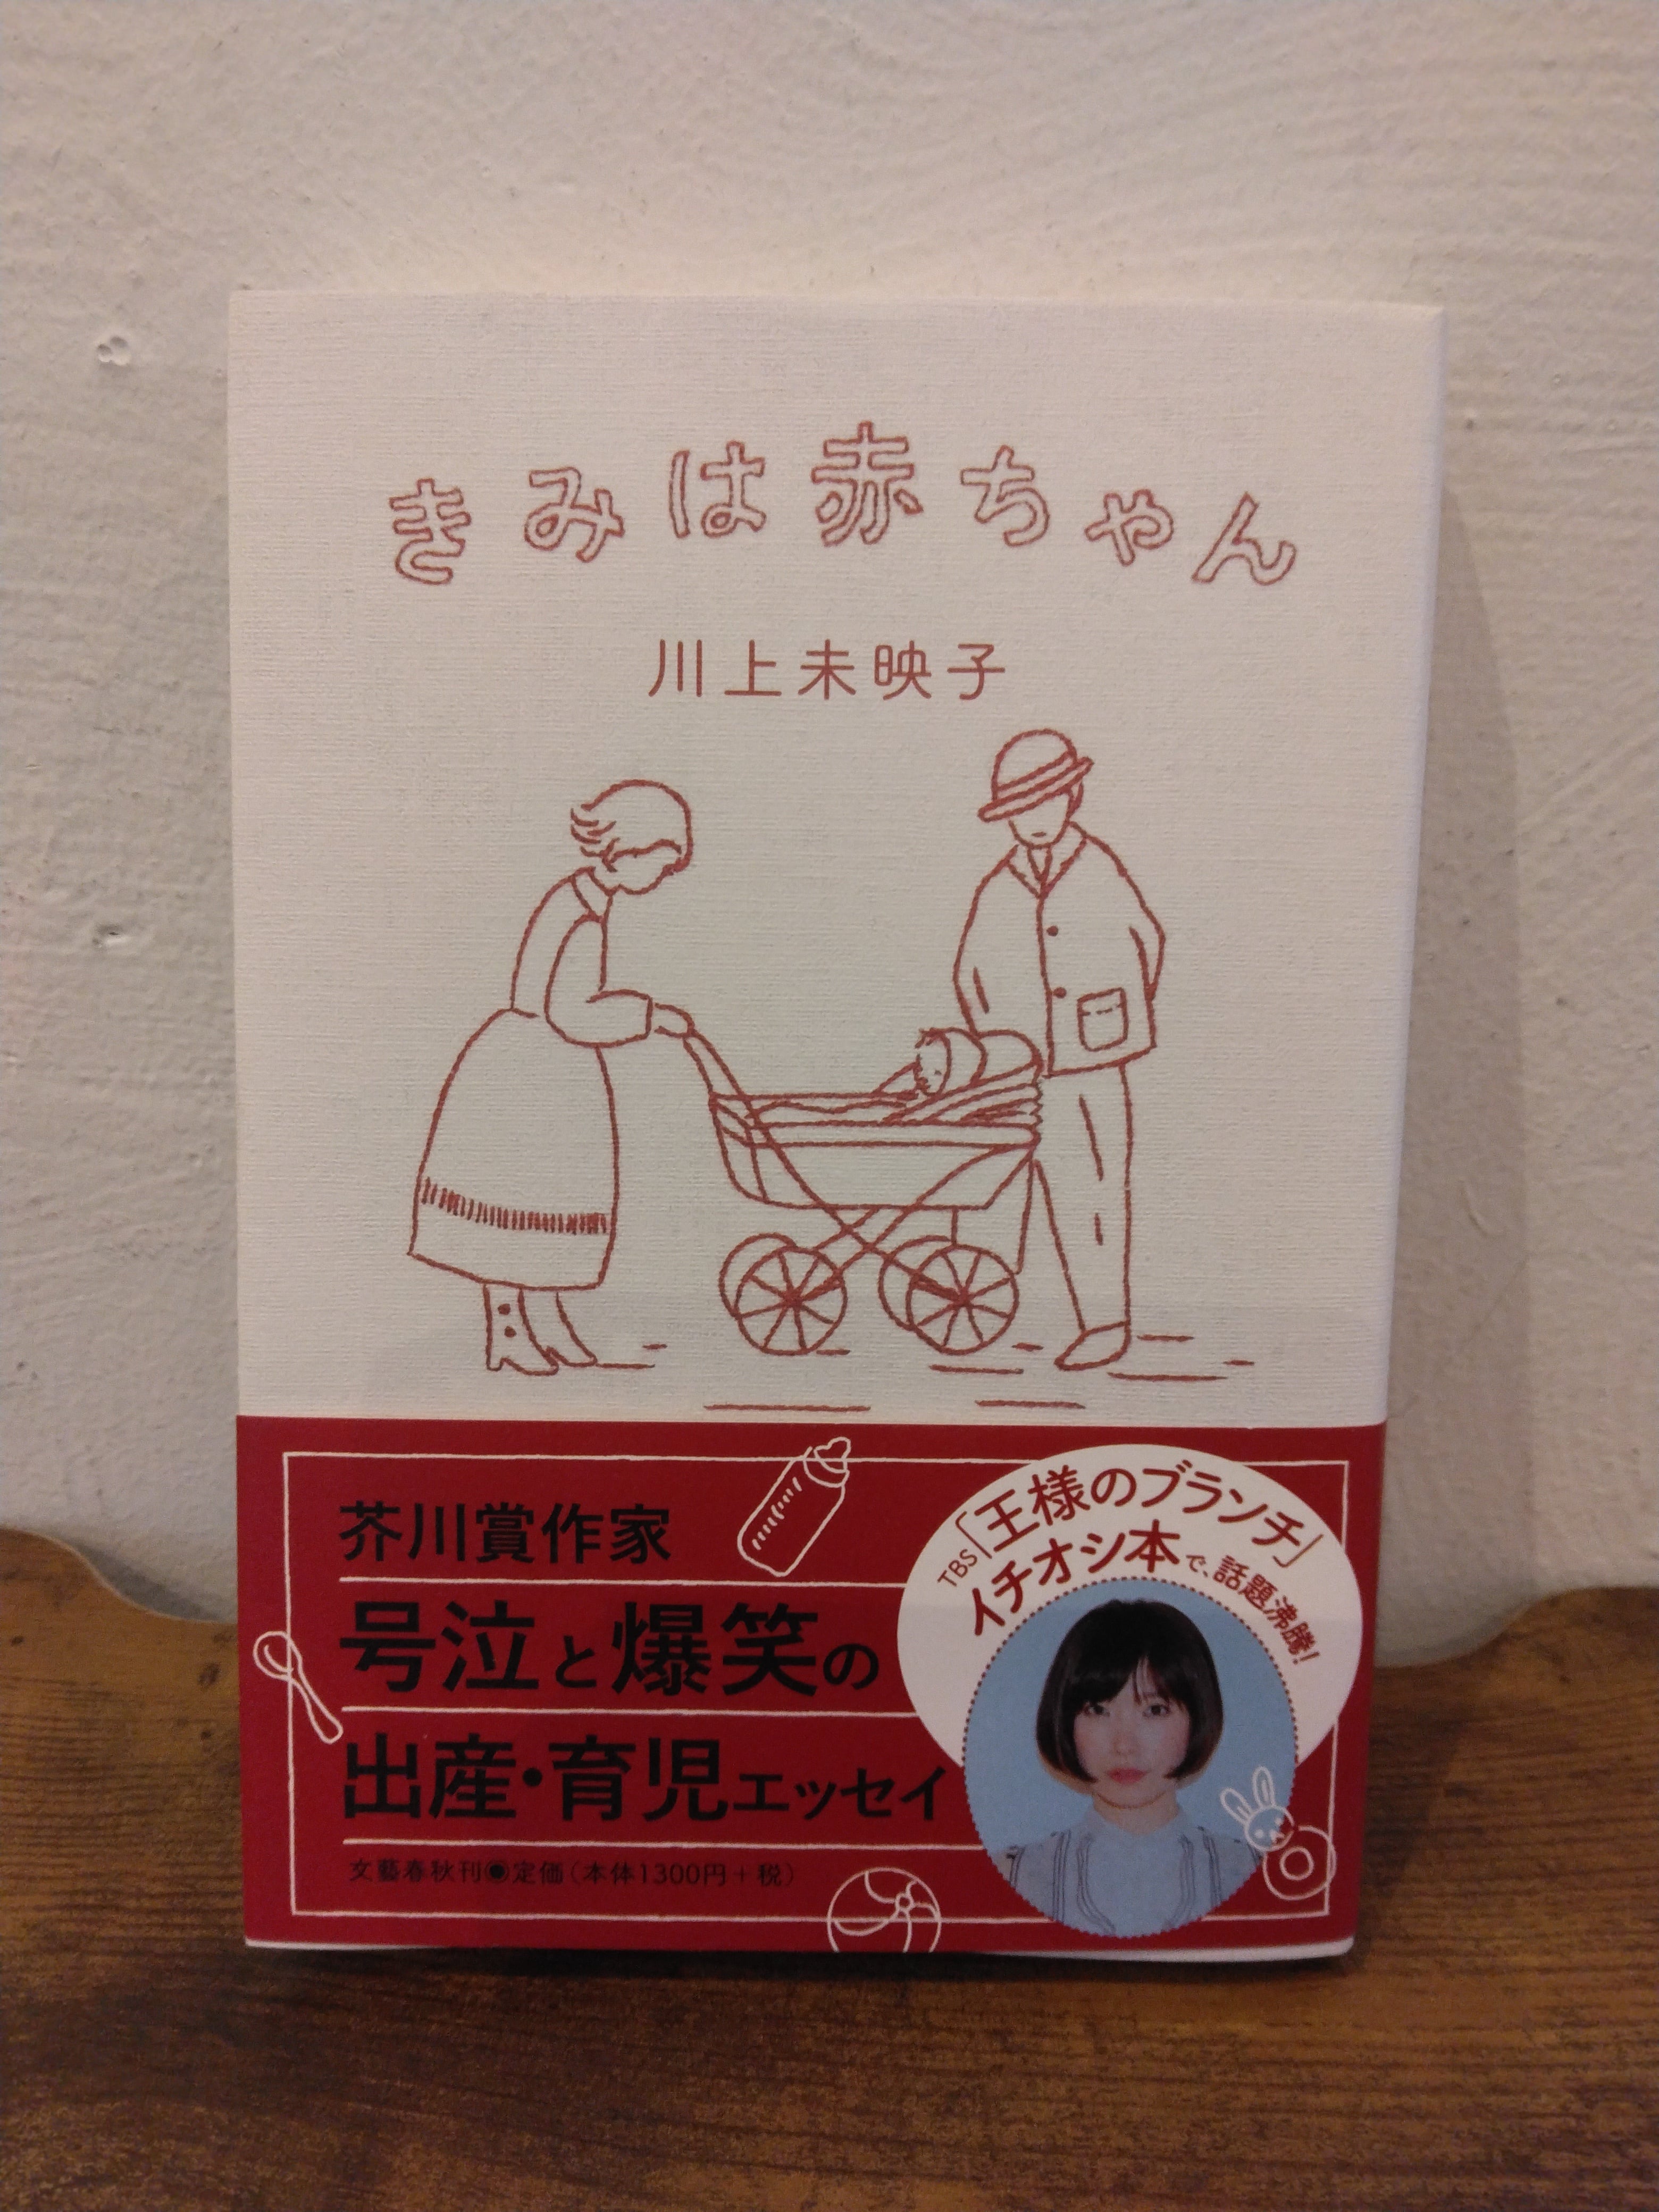 きみは赤ちゃん
川上未映子
芥川賞作家
号泣と爆笑の
出産・育児エッセイ
文藝春秋刊◉定価(本体1300円+税)
TBS「王様のブランチ」
イチオシ本で、話題沸騰!